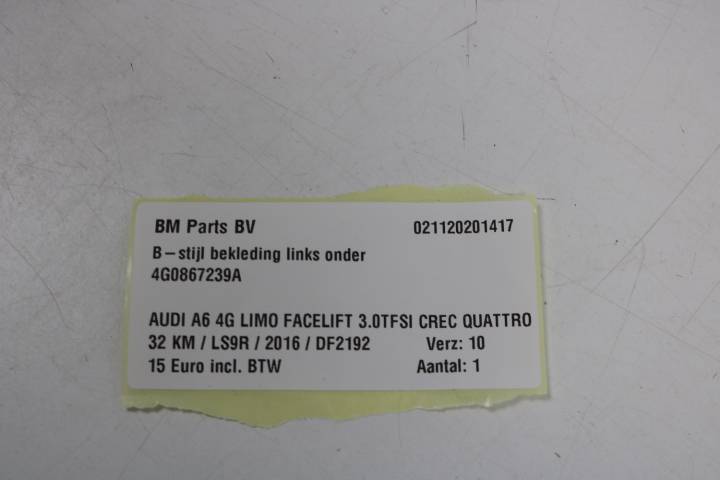 BM Parts BV 021120201417
B-stijl bekleding links onder
4G0867239A
AUDI A6 4G LIMO FACELIFT 3.0TFSI CREC QUATTRO
32 KM / LS9R / 2016 / DF2192 Verz: 10
15 Euro incl. BTW Aantal: 1